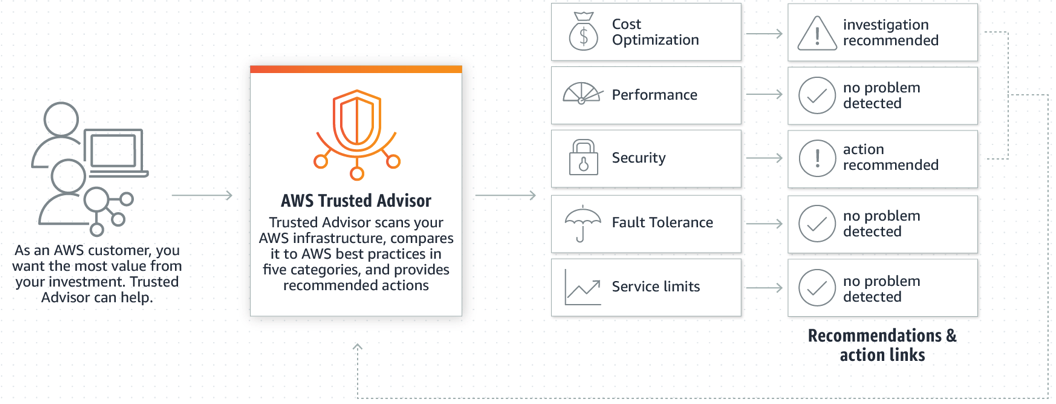 As an AWS customer, you
want the most value from
your investment. Trusted
Advisor can help.
AWS Trusted Advisor
Trusted Advisor scans your
AWS infrastructure, compares
it to AWS best practices in
five categories, and provides
recommended actions
Cost
Optimization
investigation
recommended
Performance
no problem
detected
Security
action
recommended
Fault Tolerance
no problem
detected
Service limits
no problem
detected
Recommendations &
action links